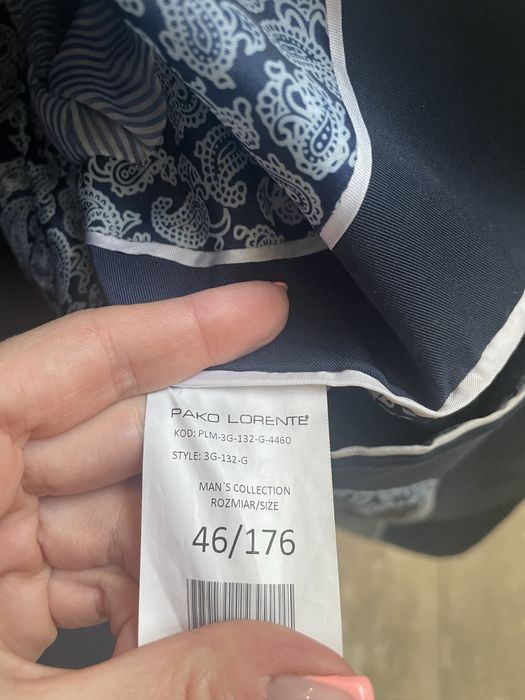 PAKO LORENTE®
KOD: PLM-3G-132-G-4460
STYLE: 3G-132-G
MAN`S COLLECTION
ROZMIAR/SIZE
46/176